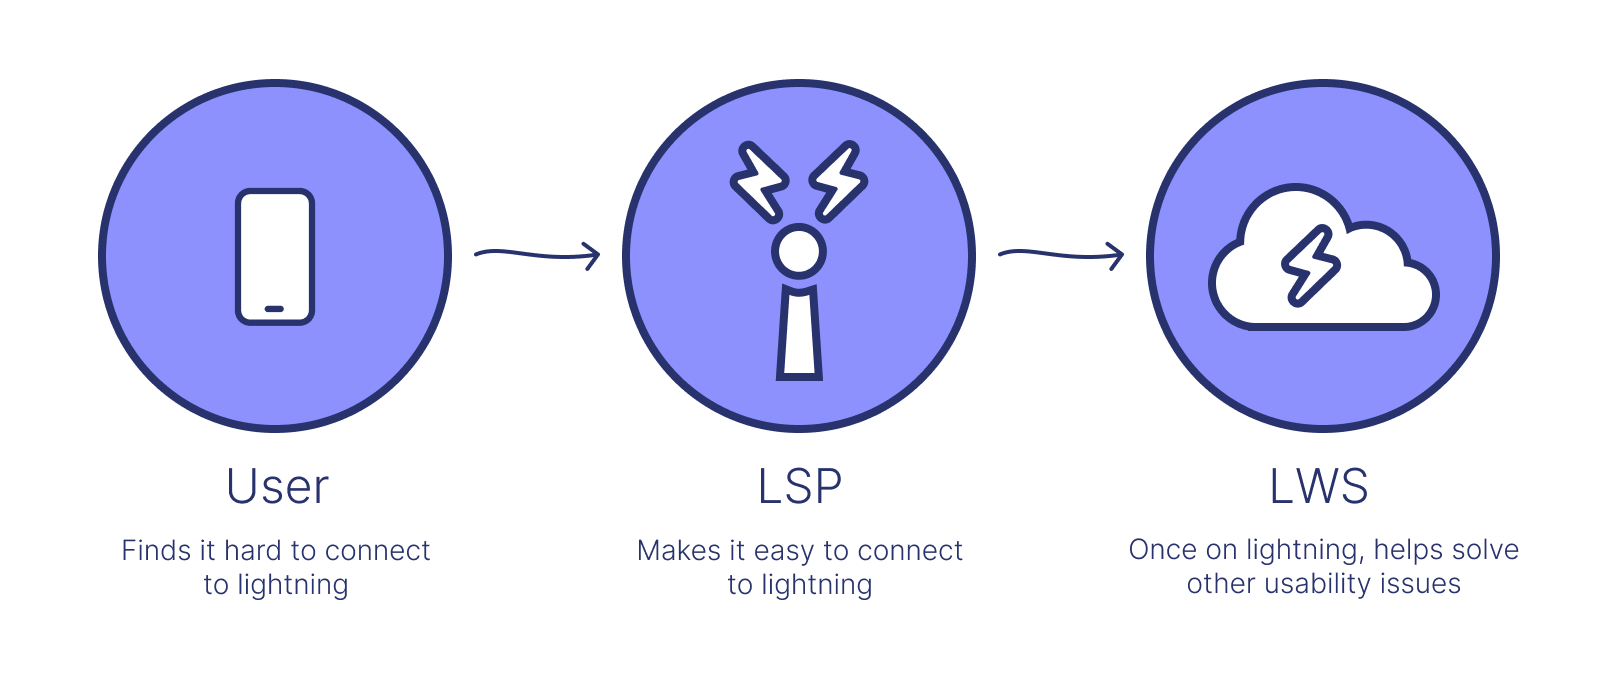 User
Finds it hard to connect
to lightning
LSP
Makes it easy to connect
to lightning
LWS
Once on lightning, helps solve
other usability issues